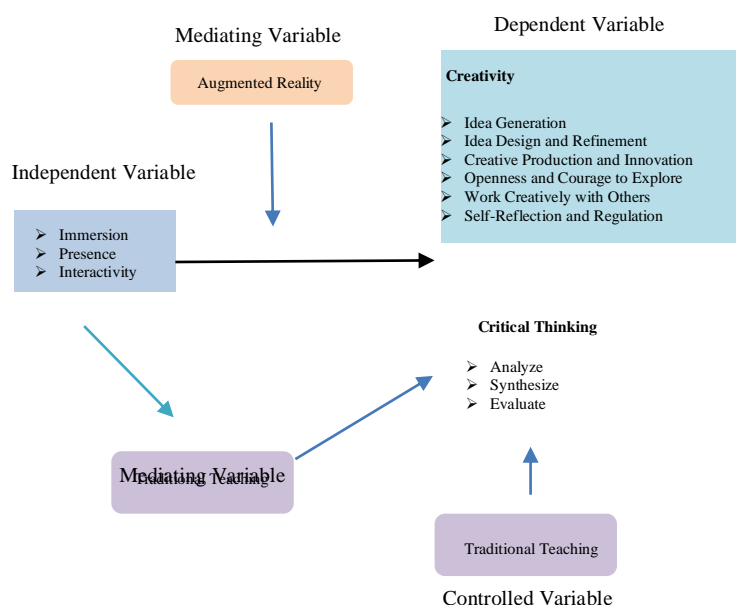 Mediating Variable
Dependent Variable
Augmented Reality
Creativity
➢ Idea Generation
➢ Idea Design and Refinement
➢ Creative Production and Innovation
➢ Openness and Courage to Explore
➢ Work Creatively with Others
➢ Self-Reflection and Regulation
Independent Variable
➢ Immersion
➢ Presence
➢ Interactivity
Critical Thinking
➢ Analyze
➢ Synthesize
➢ Evaluate
Mediating Variable
Traditional Teaching
Traditional Teaching
Controlled Variable